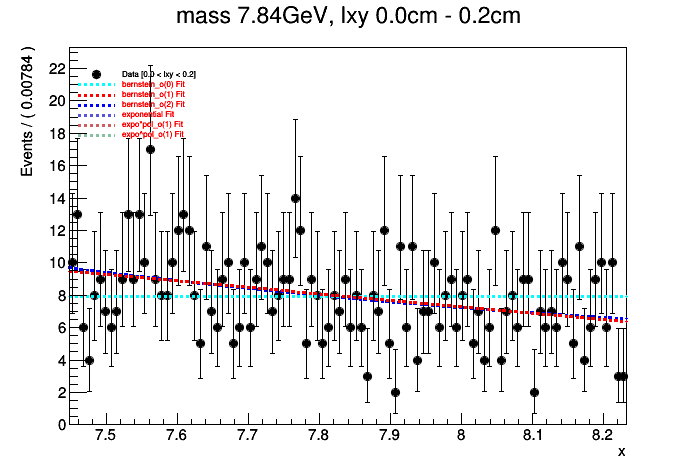 mass 7.84GeV, lxy 0.0cm - 0.2cm
Events / ( 0.00784 )
22
20
18
16
14
12
10
8
6
4
2
0
Data [0.0 < lxy < 0.2]
bernstein_o(0) Fit
bernstein_o(1) Fit
bernstein_o(2) Fit
exponential Fit
expo*pol_o(1) Fit
expo*pol_o(1) Fit
7.5 7.6 7.7 7.8 7.9 8 8.1 8.2
x